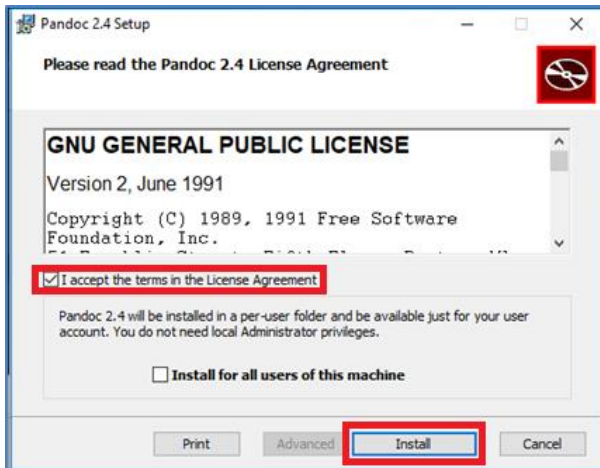 Pandoc 2.4 Setup
Please read the Pandoc 2.4 License Agreement
GNU GENERAL PUBLIC LICENSE
Version 2, June 1991
Copyright (C) 1989, 1991 Free Software
Foundation, Inc.
I accept the terms in the License Agreement
Pandoc 2.4 will be installed in a per-user folder and be available just for your user
account. You do not need local Administrator privileges.
Install for all users of this machine
Print Advanced Install Cancel